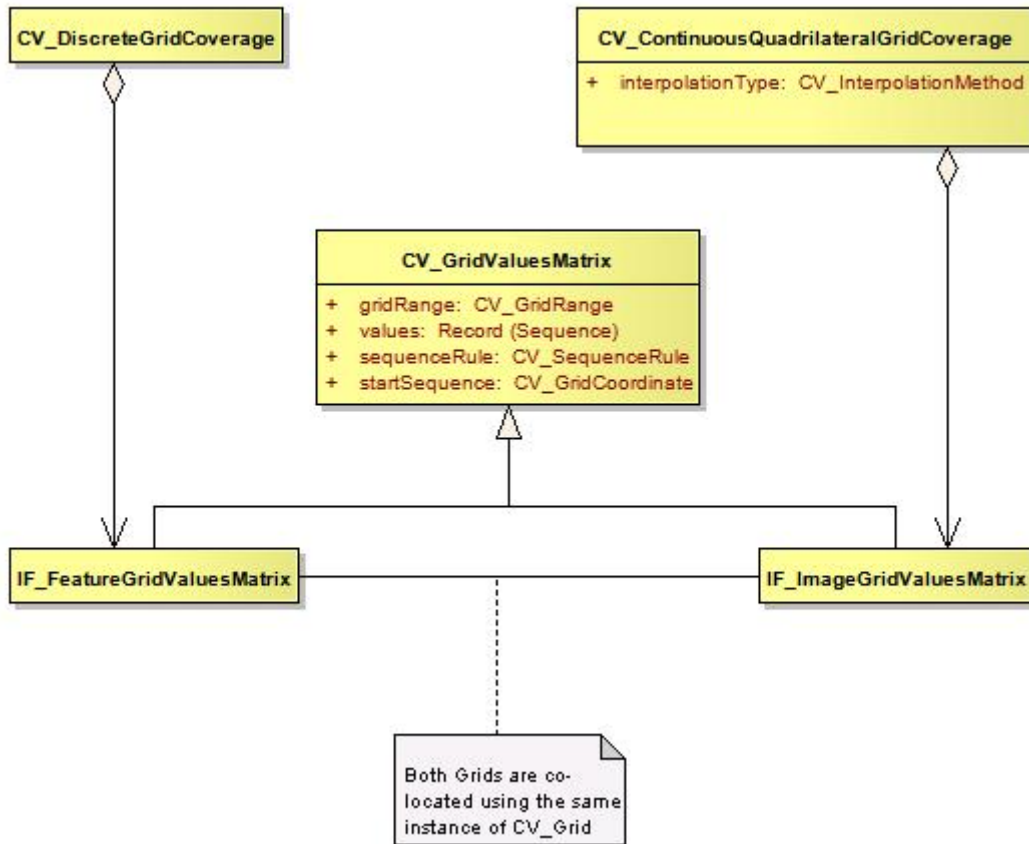 CV_DiscreteGridCoverage
CV_ContinuousQuadrilateralGridCoverage
+ interpolationType: CV_InterpolationMethod
CV_GridValuesMatrix
+ gridRange: CV_GridRange
+ values: Record (Sequence)
+ sequenceRule: CV_SequenceRule
+ startSequence: CV_GridCoordinate
IF_FeatureGridValuesMatrix
IF_ImageGridValuesMatrix
Both Grids are co-
located using the same
instance of CV_Grid